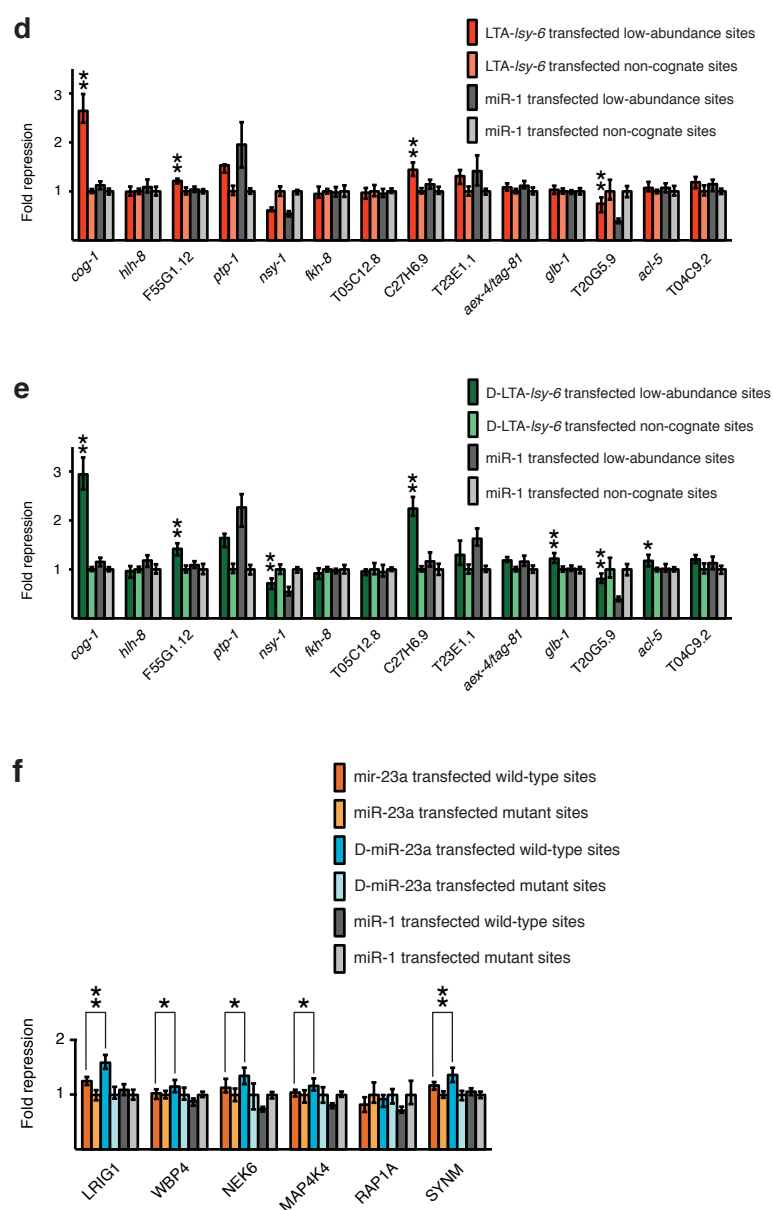 d
LTA-lsy-6 transfected low-abundance sites
LTA-lsy-6 transfected non-cognate sites
miR-1 transfected low-abundance sites
miR-1 transfected non-cognate sites
Fold repression
3
2
1
**
**
**
**
cog-1
hlh-8
F55G1.12
ptp-1
nsy-1
fkh-8
T05C12.8
C27H6.9
T23E1.1
aex-4/tag-81
glb-1
T20G5.9
acl-5
T04C9.2
e
D-LTA-lsy-6 transfected low-abundance sites
D-LTA-lsy-6 transfected non-cognate sites
miR-1 transfected low-abundance sites
miR-1 transfected non-cognate sites
Fold repression
3
2
1
**
**
**
**
**
**
*
cog-1
hlh-8
F55G1.12
ptp-1
nsy-1
fkh-8
T05C12.8
C27H6.9
T23E1.1
aex-4/tag-81
glb-1
T20G5.9
acl-5
T04C9.2
f
mir-23a transfected wild-type sites
miR-23a transfected mutant sites
D-miR-23a transfected wild-type sites
D-miR-23a transfected mutant sites
miR-1 transfected wild-type sites
miR-1 transfected mutant sites
Fold repression
2
1
**
*
*
*
**
LRIG1
WBP4
NEK6
MAP4K4
RAP1A
SYNM